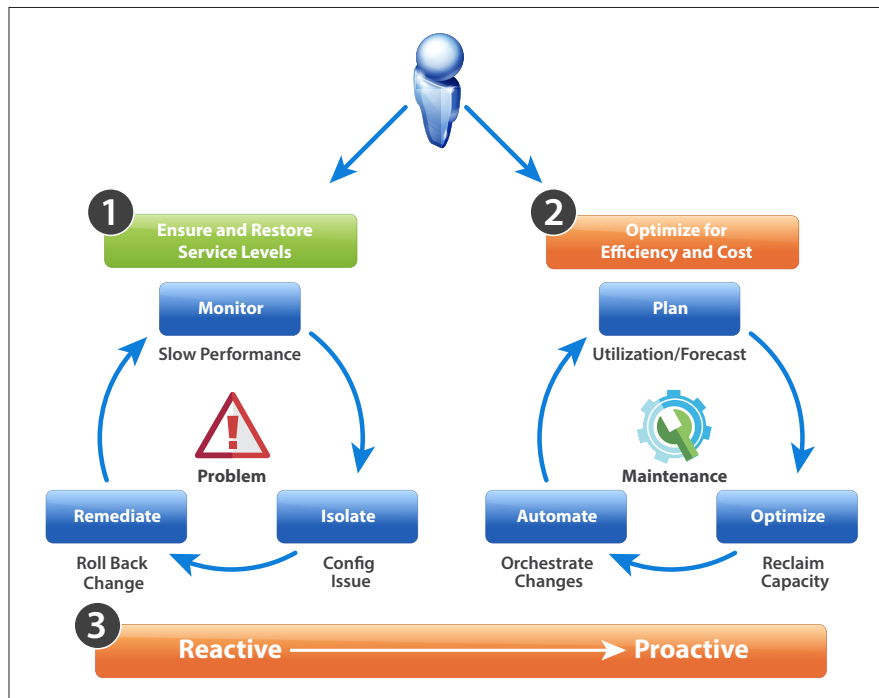 1
Ensure and Restore
Service Levels
Monitor
Slow Performance
Problem
Remediate
Roll Back
Change
Isolate
Config
Issue
2
Optimize for
Efficiency and Cost
Plan
Utilization/Forecast
Maintenance
Automate
Orchestrate
Changes
Optimize
Reclaim
Capacity
3
Reactive
Proactive